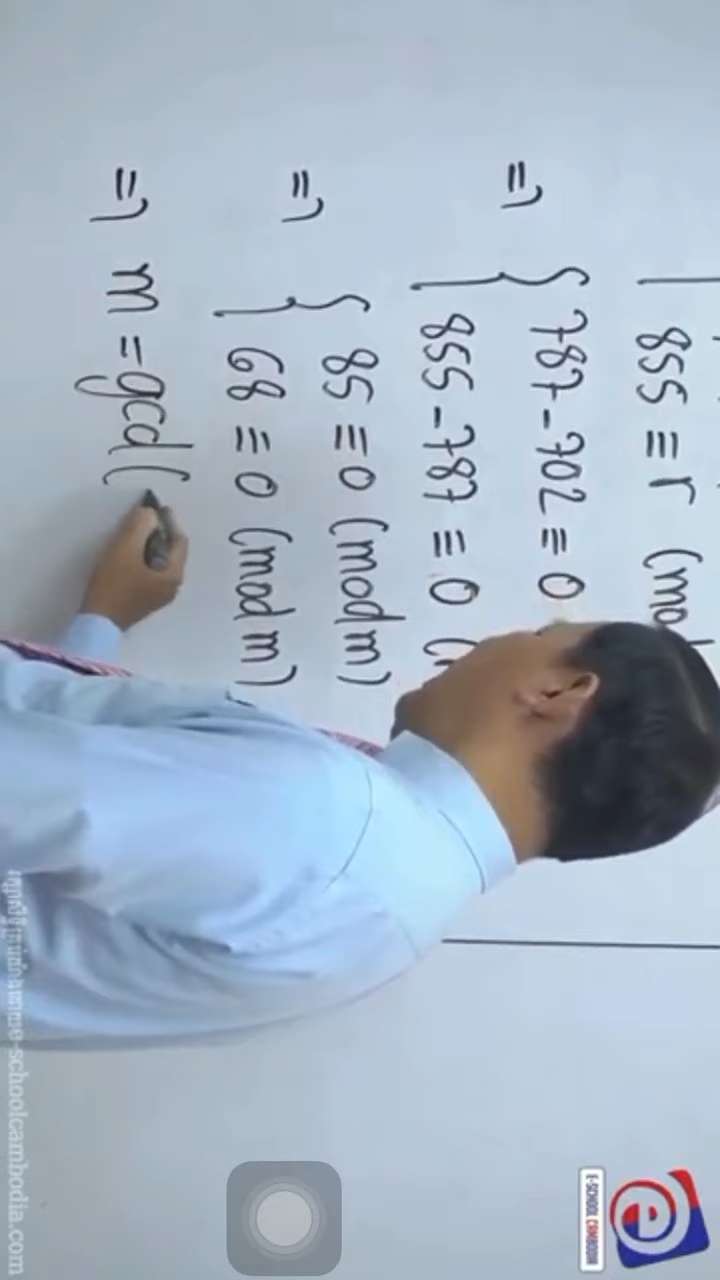 855 ≡ r (mo
⇒ { 787 - 702 ≡ 0
855 - 787 ≡ 0 (
⇒ { 85 ≡ 0 (mod m)
68 ≡ 0 (mod m)
⇒ m = gcd(
E-SCHOOL CAMBODIA
e-schoolcambodia.com